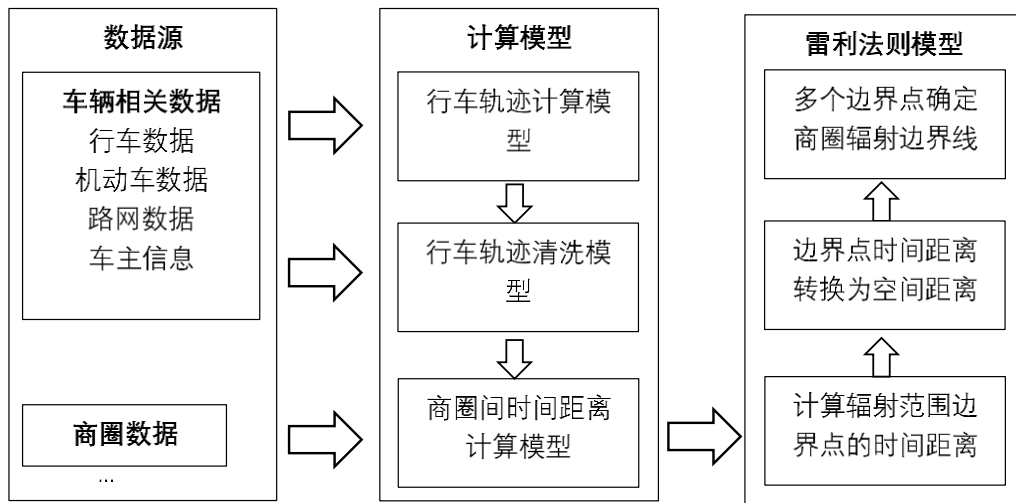 数据源
车辆相关数据
行车数据
机动车数据
路网数据
车主信息
商圈数据
...
计算模型
行车轨迹计算模
型
行车轨迹清洗模
型
商圈间时间距离
计算模型
雷利法则模型
多个边界点确定
商圈辐射边界线
边界点时间距离
转换为空间距离
计算辐射范围边
界点的时间距离